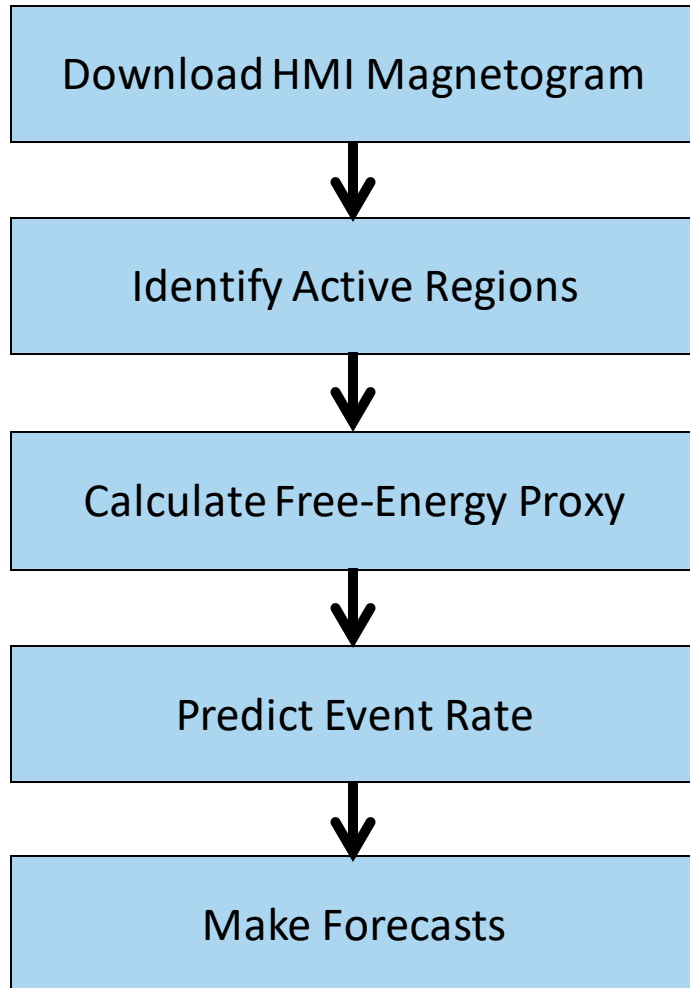 Download HMI Magnetogram
Identify Active Regions
Calculate Free-Energy Proxy
Predict Event Rate
Make Forecasts